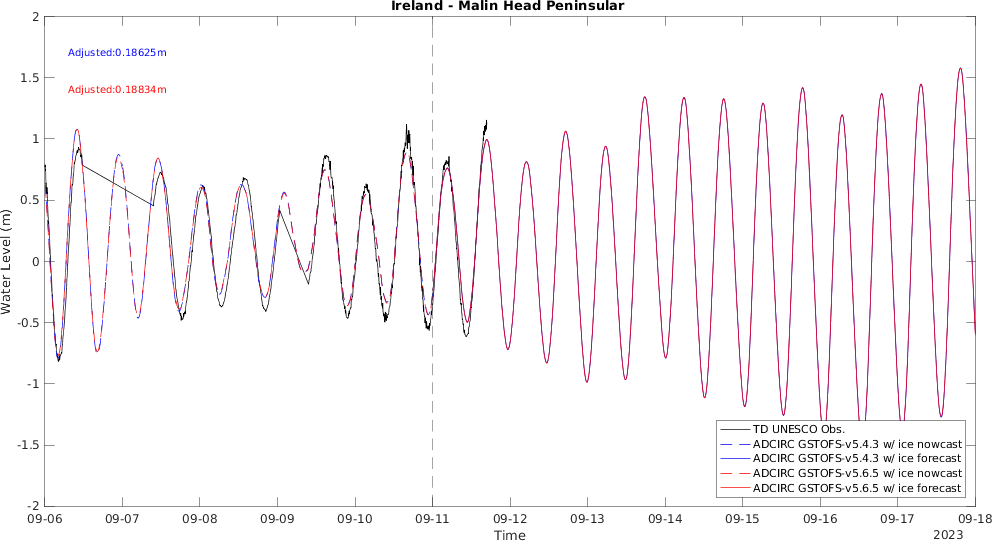 Ireland - Malin Head Peninsular
Adjusted:0.18625m
Adjusted:0.18834m
Water Level (m)
2
1.5
1
0.5
0
-0.5
-1
-1.5
-2
TD UNESCO Obs.
ADCIRC GSTOFS-v5.4.3 w/ ice nowcast
ADCIRC GSTOFS-v5.4.3 w/ ice forecast
ADCIRC GSTOFS-v5.6.5 w/ ice nowcast
ADCIRC GSTOFS-v5.6.5 w/ ice forecast
09-06 09-07 09-08 09-09 09-10 09-11 09-12 09-13 09-14 09-15 09-16 09-17 09-18
Time
2023